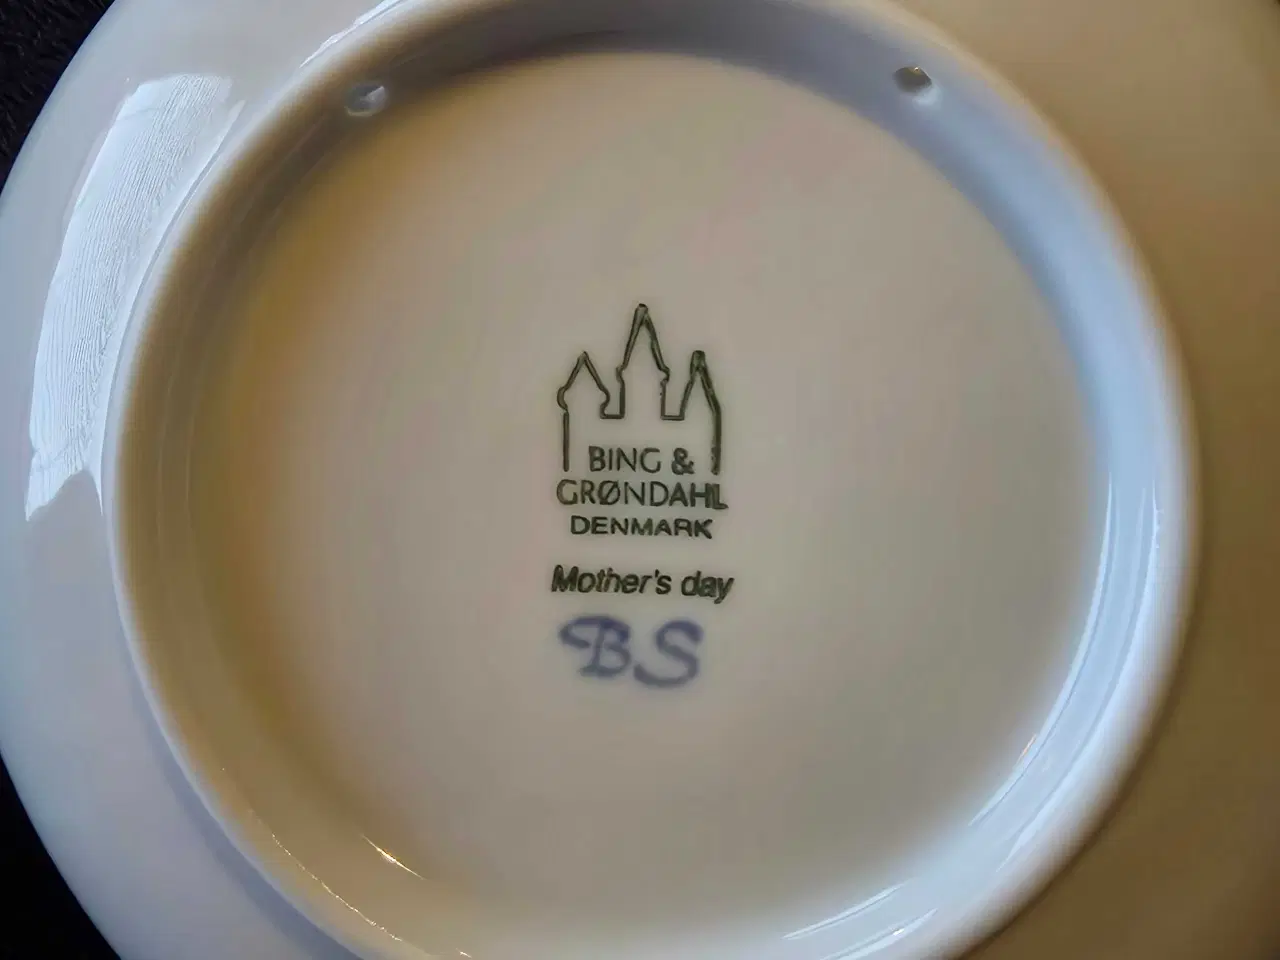 BING &
GRØNDAHL
DENMARK
Mother's day
BS